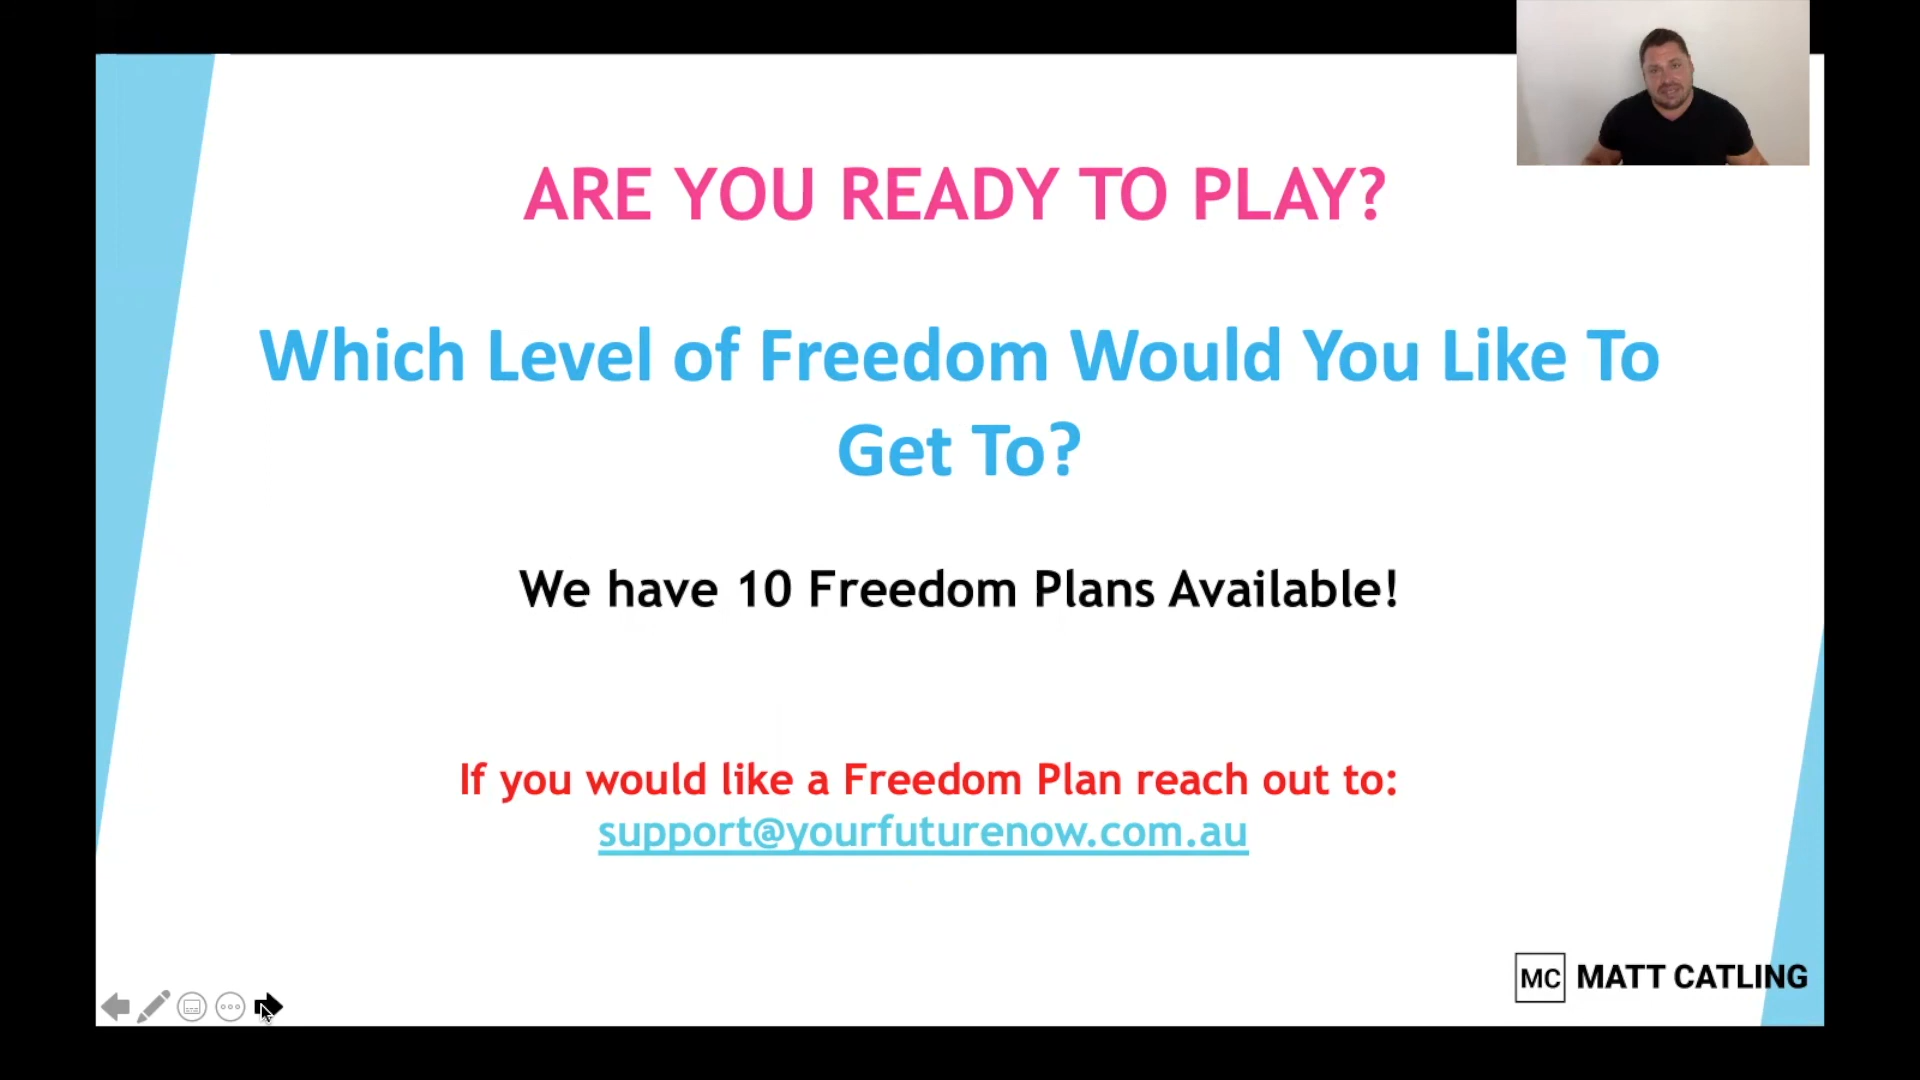 ARE YOU READY TO PLAY?
Which Level of Freedom Would You Like To
Get To?
We have 10 Freedom Plans Available!
If you would like a Freedom Plan reach out to:
support@yourfuturenow.com.au
MC MATT CATLING